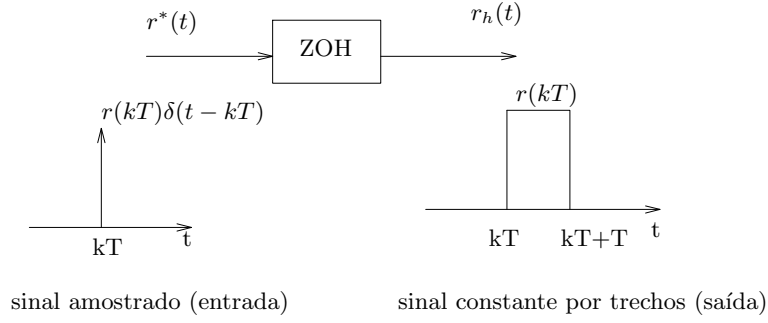 r*(t)
ZOH
r_h(t)
r(kT)δ(t − kT)
r(kT)
kT
t
kT
kT+T
t
sinal amostrado (entrada)
sinal constante por trechos (saída)